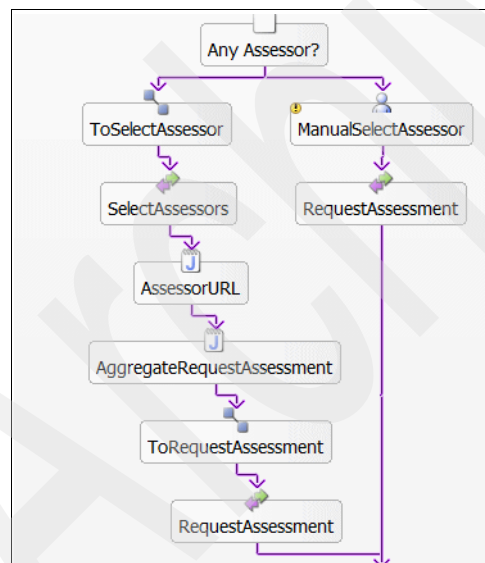 Any Assessor?
ToSelectAssessor
ManualSelectAssessor
SelectAssessors
RequestAssessment
J
AssessorURL
J
AggregateRequestAssessment
ToRequestAssessment
RequestAssessment